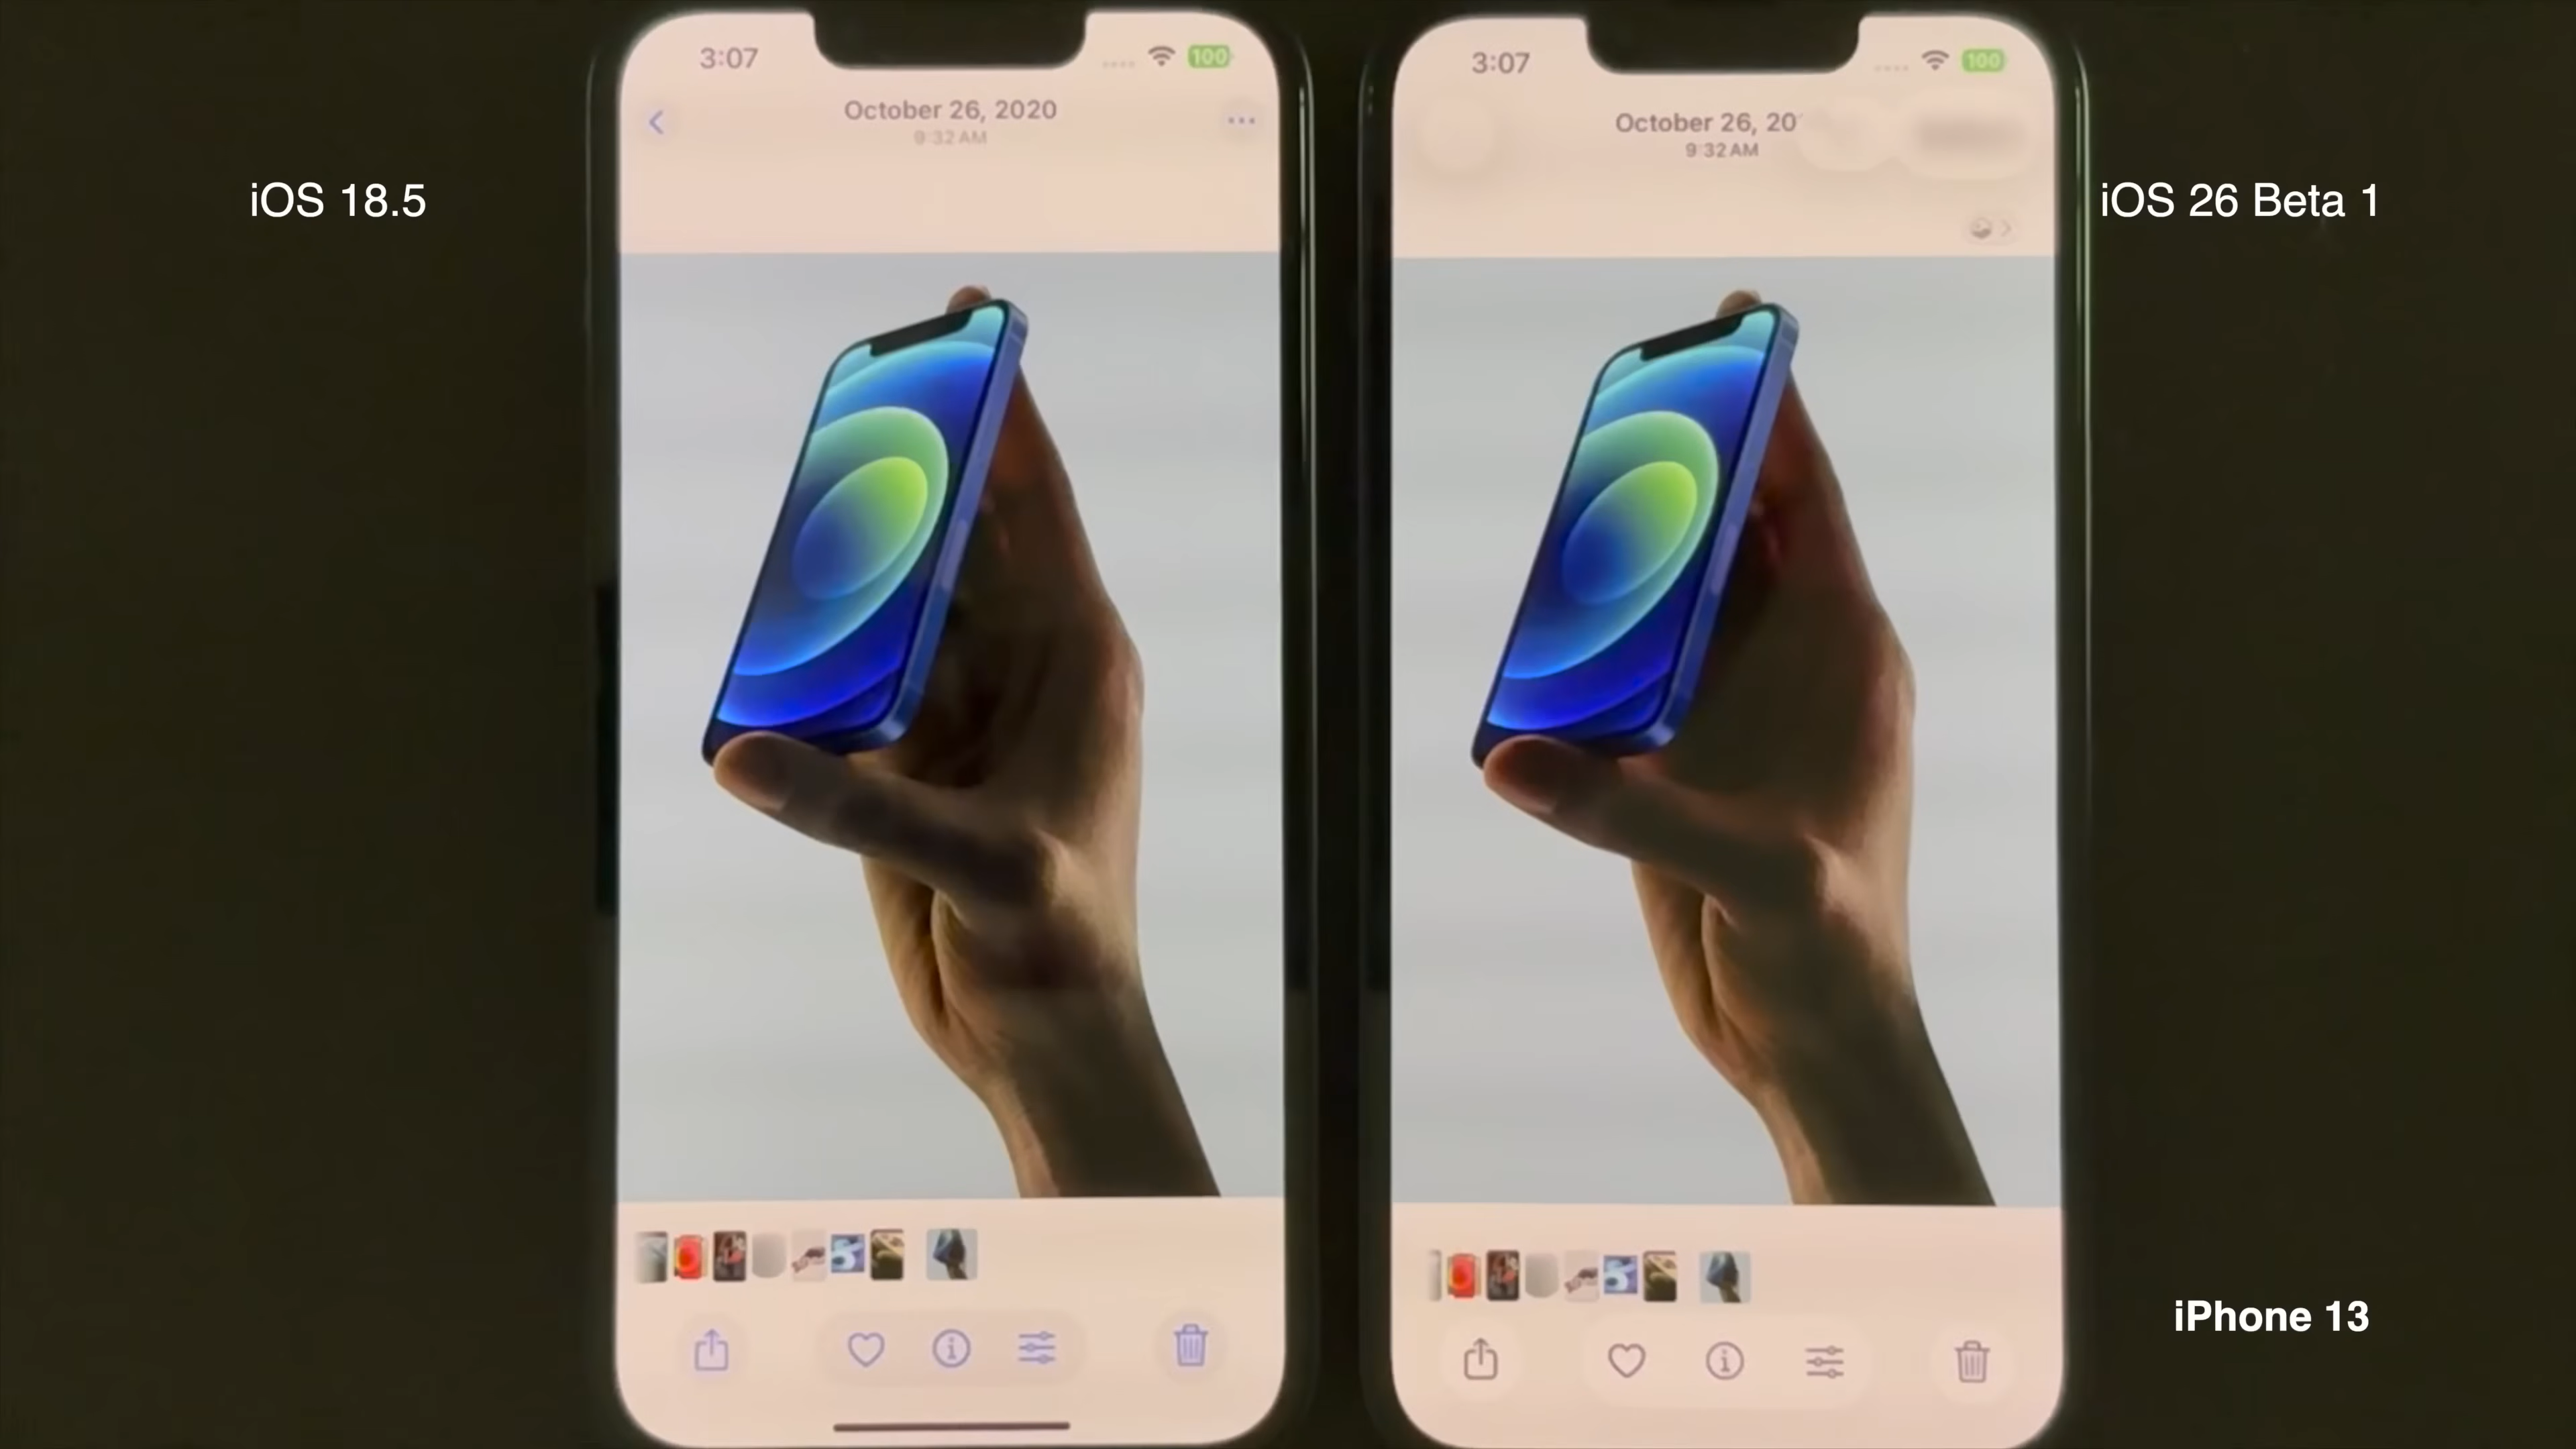 3:07
100
October 26, 2020
9:32 AM
iOS 18.5
3:07
100
October 26, 20
9:32 AM
iOS 26 Beta 1
iPhone 13